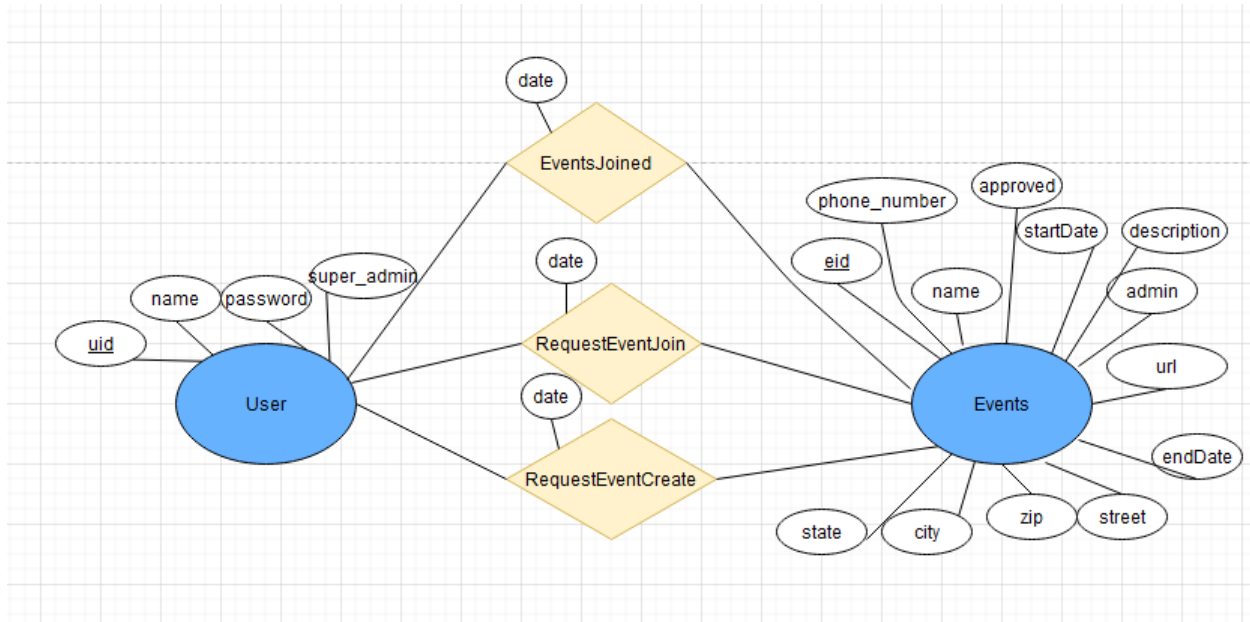 date
EventsJoined
approved
phone_number
startDate
description
date
super_admin
eid
name
password
name
admin
uid
RequestEventJoin
url
date
User
Events
endDate
RequestEventCreate
state
city
zip
street